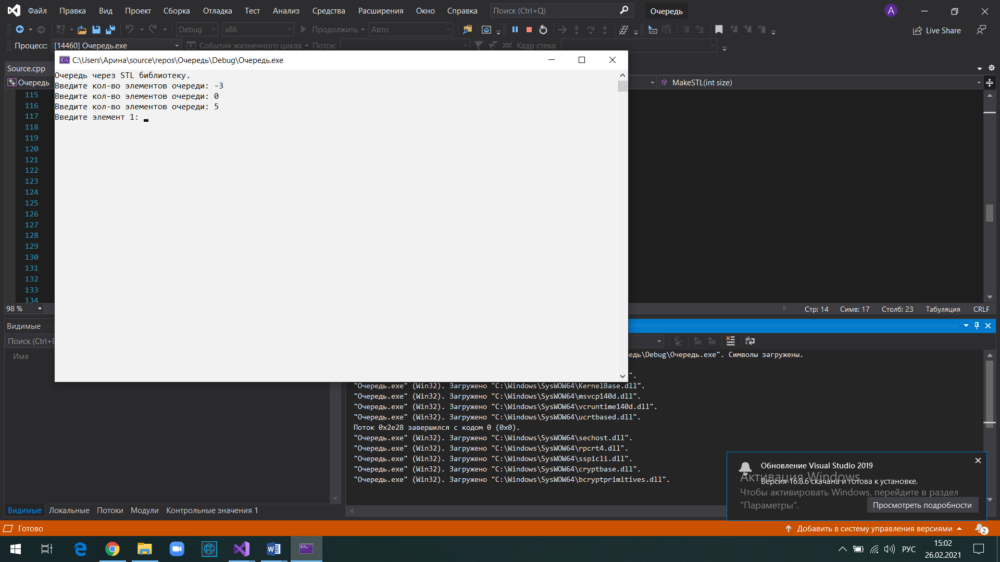 Файл Правка Вид Проект Сборка Отладка Тест Анализ Средства Расширения Окно Справка Поиск (Ctrl+Q) Очередь A
Debug x86 Продолжить Авто Live Share
Процесс: [14460] Очередь.exe События жизненного цикла Поток: Кадр стека:
C:\Users\Арина\source\repos\Очередь\Debug\Очередь.exe
Source.cpp
Очередь MakeSTL(int size)
Очередь через STL библиотеку.
Введите кол-во элементов очереди: -3
Введите кол-во элементов очереди: 0
Введите кол-во элементов очереди: 5
Введите элемент 1:
115
116
117
118
119
120
121
122
123
124
125
126
127
128
129
130
131
132
133
134
98 % Стр: 14 Симв: 17 Столб: 23 Табуляция CRLF
Видимые
Поиск (Ctrl+E
Имя
едь\Debug\Очередь.exe". Символы загружены.
".
"Очередь.exe" (Win32). Загружено "C:\Windows\SysWOW64\KernelBase.dll".
"Очередь.exe" (Win32). Загружено "C:\Windows\SysWOW64\msvcp140d.dll".
"Очередь.exe" (Win32). Загружено "C:\Windows\SysWOW64\vcruntime140d.dll".
"Очередь.exe" (Win32). Загружено "C:\Windows\SysWOW64\ucrtbased.dll".
Поток 0x2e28 завершился с кодом 0 (0x0).
"Очередь.exe" (Win32). Загружено "C:\Windows\SysWOW64\sechost.dll".
"Очередь.exe" (Win32). Загружено "C:\Windows\SysWOW64\rpcrt4.dll".
"Очередь.exe" (Win32). Загружено "C:\Windows\SysWOW64\sspicli.dll".
"Очередь.exe" (Win32). Загружено "C:\Windows\SysWOW64\cryptbase.dll".
"Очередь.exe" (Win32). Загружено "C:\Windows\SysWOW64\bcryptprimitives.dll".
Обновление Visual Studio 2019
Активация Windows
Версия 16.8.6 скачана и готова к установке.
Чтобы активировать Windows, перейдите в раздел
"Параметры".
Просмотреть подробности
Видимые Локальные Потоки Модули Контрольные значения 1
Готово Добавить в систему управления версиями 2
РУС 15:02
26.02.2021